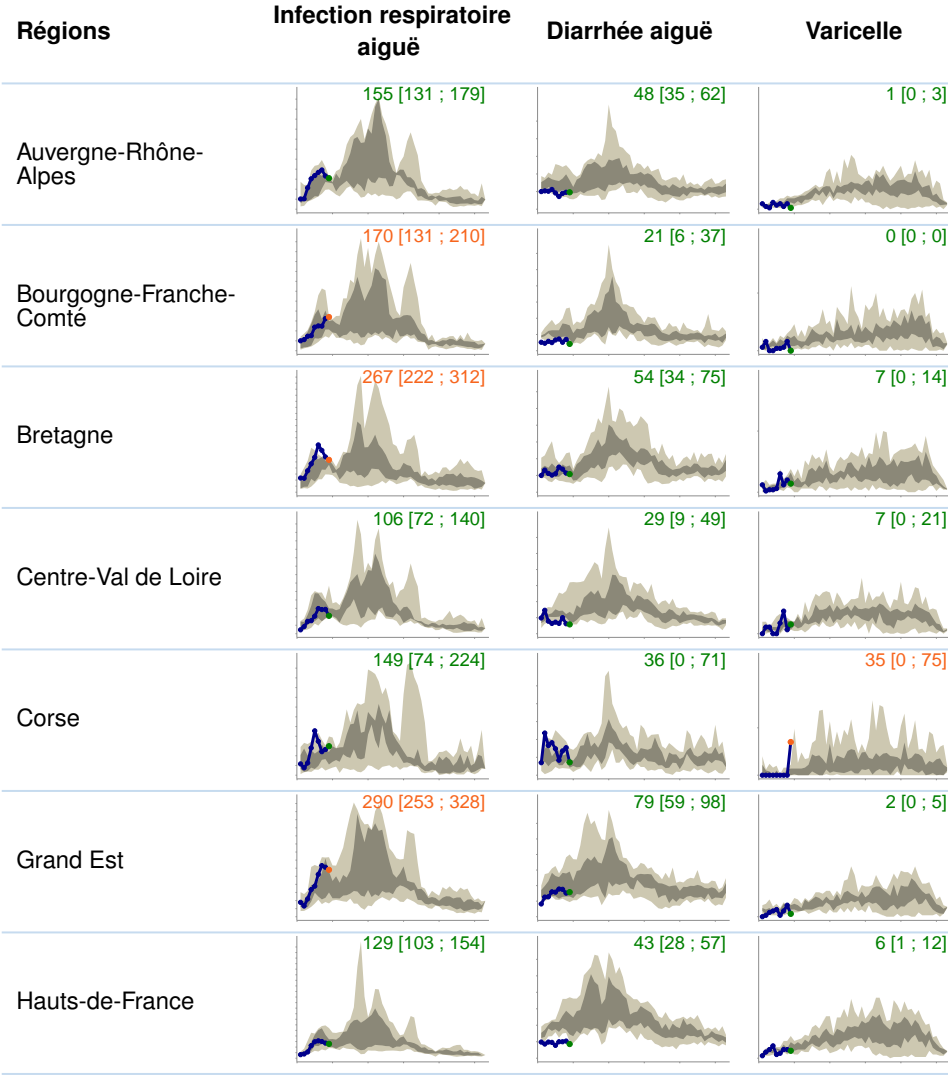 Régions
Infection respiratoire
aiguë
Diarrhée aiguë
Varicelle
Auvergne-Rhône-
Alpes
155 [131 ; 179]
48 [35 ; 62]
1 [0 ; 3]
Bourgogne-Franche-
Comté
170 [131 ; 210]
21 [6 ; 37]
0 [0 ; 0]
Bretagne
267 [222 ; 312]
54 [34 ; 75]
7 [0 ; 14]
Centre-Val de Loire
106 [72 ; 140]
29 [9 ; 49]
7 [0 ; 21]
Corse
149 [74 ; 224]
36 [0 ; 71]
35 [0 ; 75]
Grand Est
290 [253 ; 328]
79 [59 ; 98]
2 [0 ; 5]
Hauts-de-France
129 [103 ; 154]
43 [28 ; 57]
6 [1 ; 12]